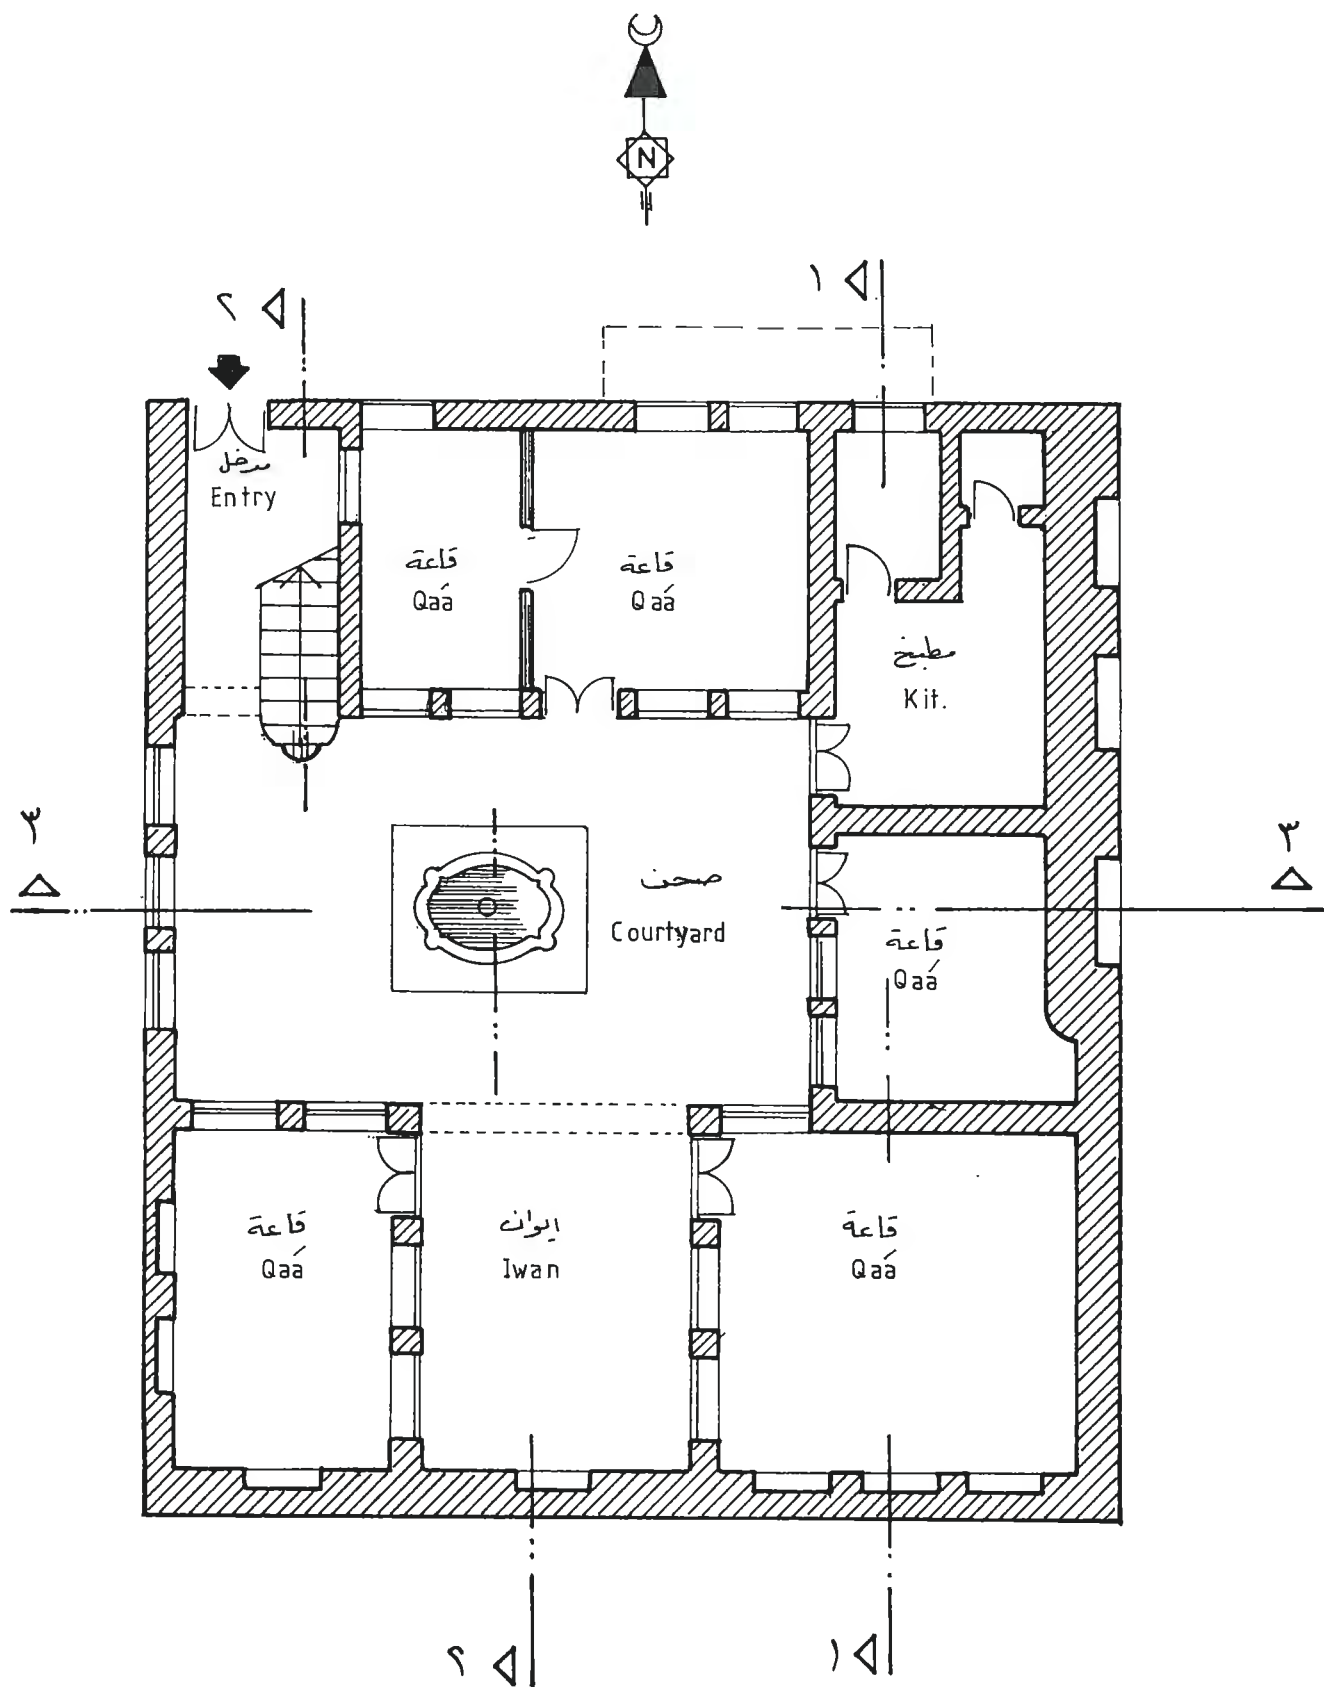 N
١
٢
مدخل
Entry
قاعة
Qaá
قاعة
Qaá
مطبخ
Kit.
٣
٣
صحن
Courtyard
قاعة
Qaá
قاعة
Qaá
ايوان
Iwan
قاعة
Qaá
٢
١